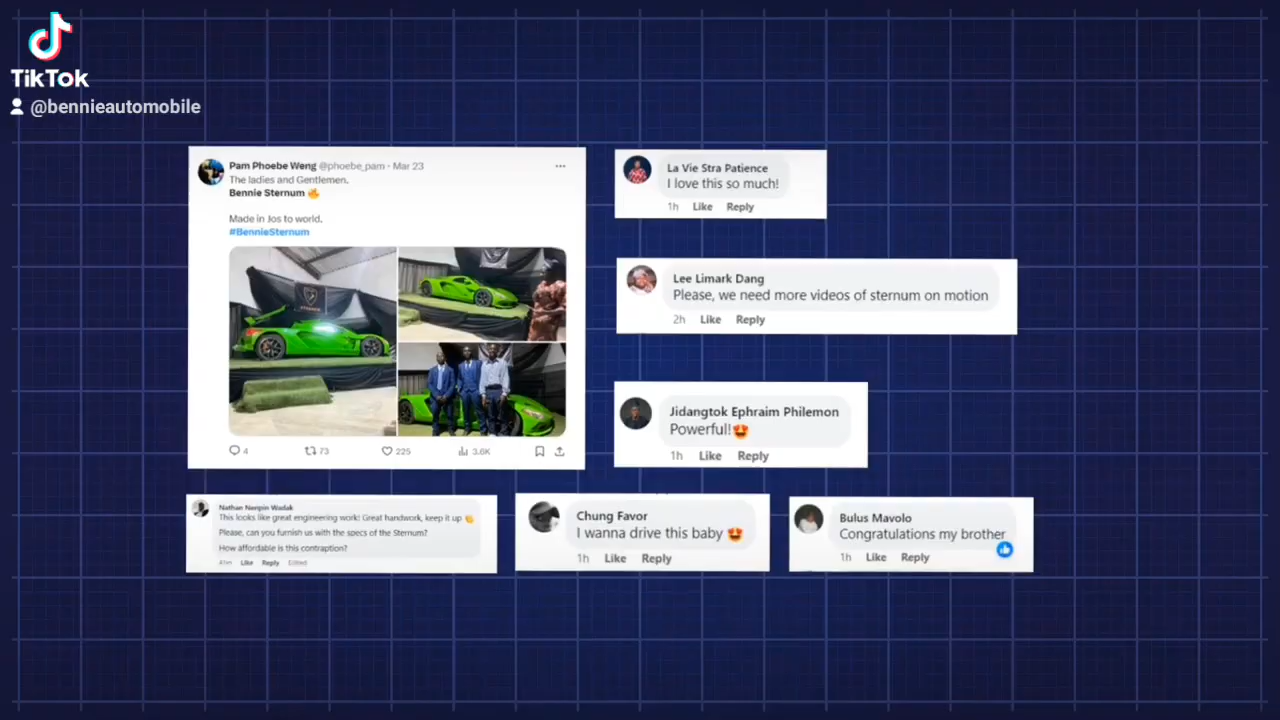 TikTok
@bennieautomobile
Pam Phoebe Weng @phoebe_pam · Mar 23
The ladies and Gentlemen.
Bennie Sternum 🔥
Made in Jos to world.
#BennieSternum
4 73 225 3.6K
La Vie Stra Patience
I love this so much!
1h Like Reply
Lee Limark Dang
Please, we need more videos of sternum on motion
2h Like Reply
Jidangtok Ephraim Philemon
Powerful!😍
1h Like Reply
Nathan Nanpin Wadak
This looks like great engineering work! Great handwork, keep it up 👏
Please, can you furnish us with the specs of the Sternum?
How affordable is this contraption?
Like Reply Edited
Chung Favor
I wanna drive this baby 😍
1h Like Reply
Bulus Mavolo
Congratulations my brother
1h Like Reply